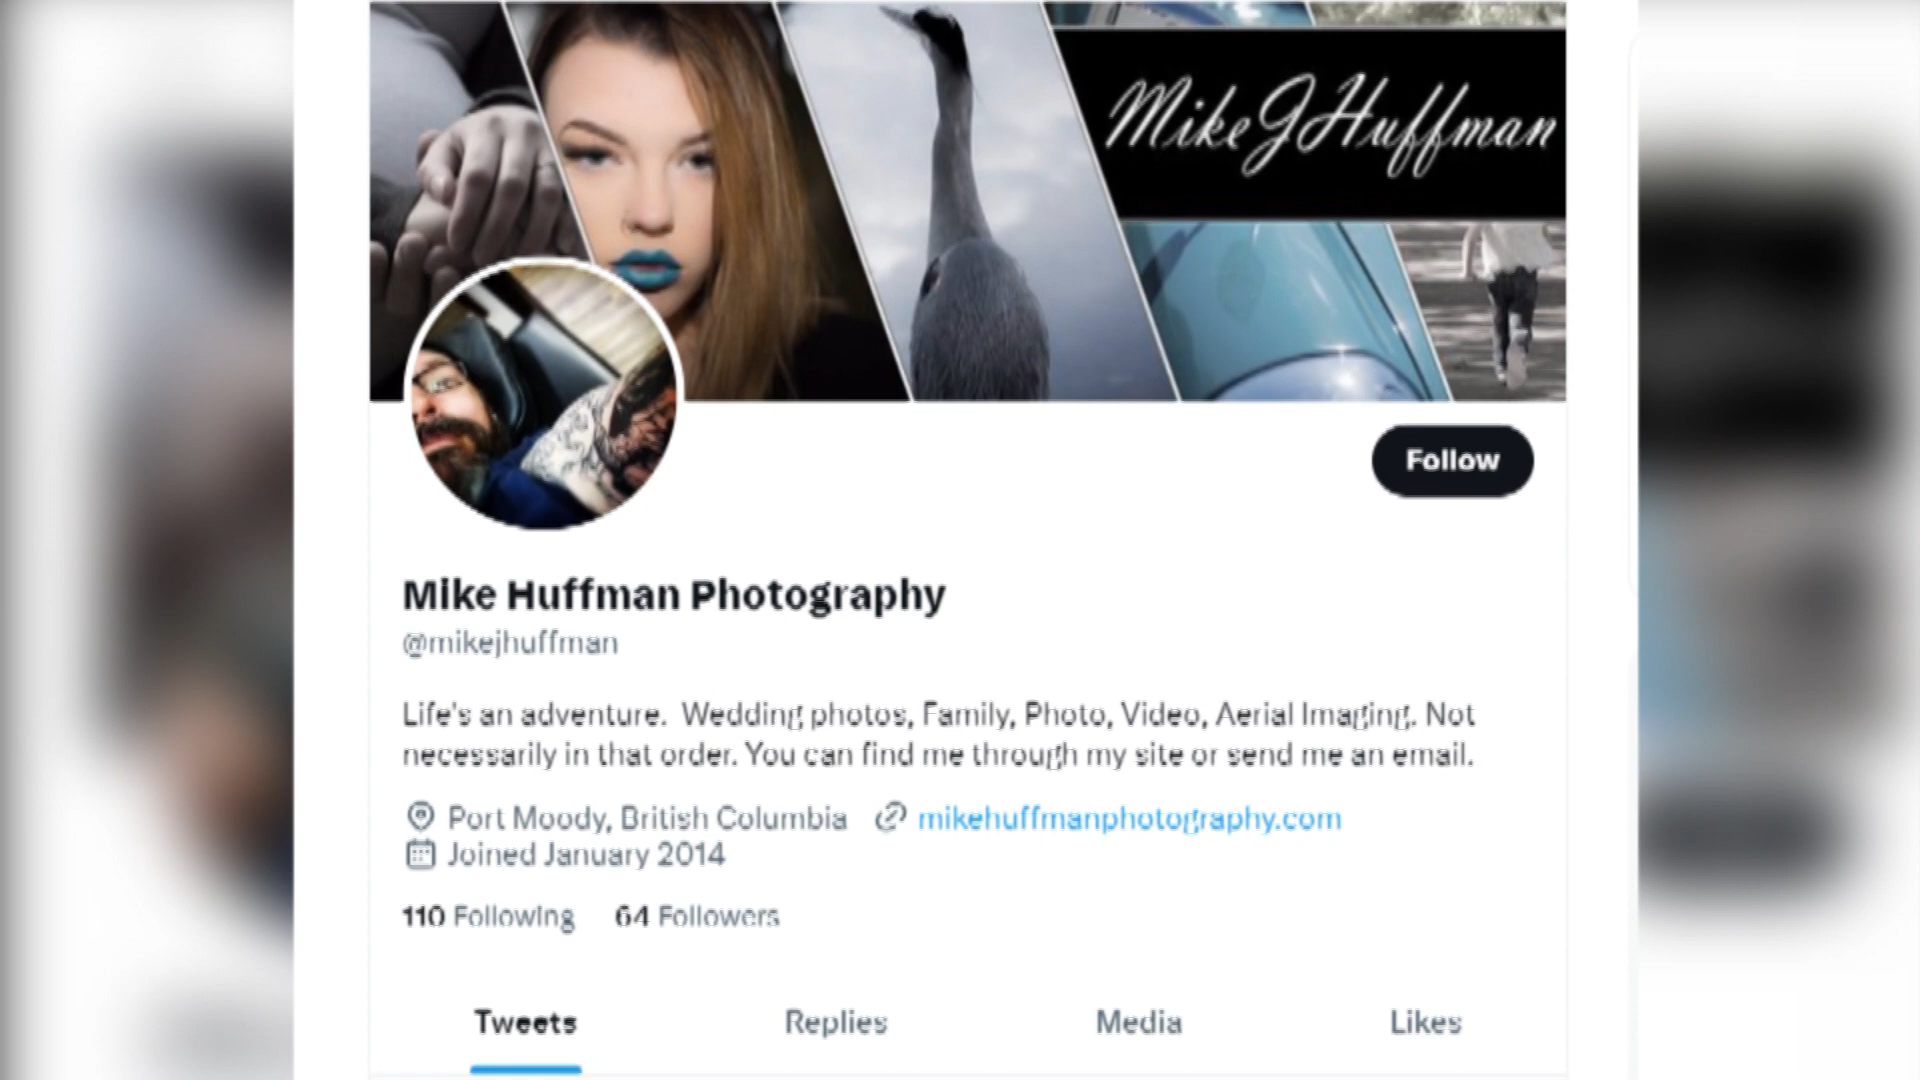 Mike J Huffman
Follow
Mike Huffman Photography
@mikejhuffman
Life's an adventure. Wedding photos, Family, Photo, Video, Aerial Imaging. Not
necessarily in that order. You can find me through my site or send me an email.
Port Moody, British Columbia mikehuffmanphotography.com
Joined January 2014
110 Following 64 Followers
Tweets Replies Media Likes